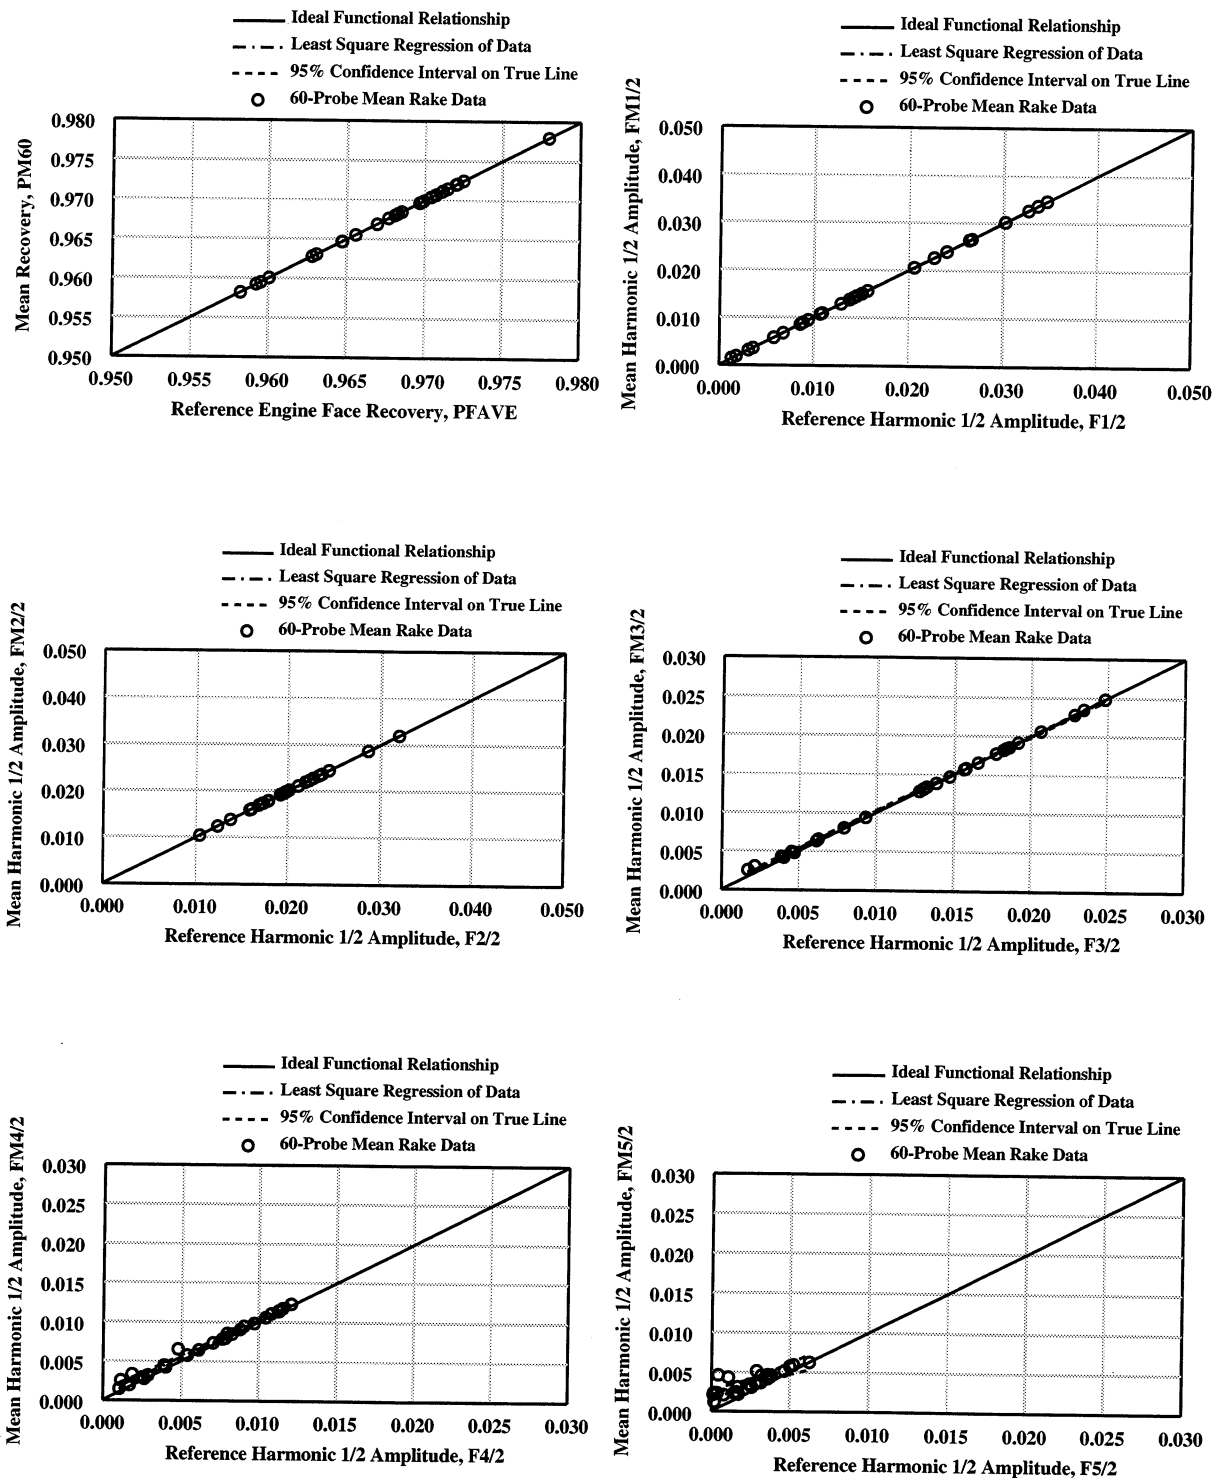 Ideal Functional Relationship
Least Square Regression of Data
95% Confidence Interval on True Line
60-Probe Mean Rake Data
Mean Recovery, PM60
0.980
0.975
0.970
0.965
0.960
0.955
0.950
0.950 0.955 0.960 0.965 0.970 0.975 0.980
Reference Engine Face Recovery, PFAVE
Ideal Functional Relationship
Least Square Regression of Data
95% Confidence Interval on True Line
60-Probe Mean Rake Data
Mean Harmonic 1/2 Amplitude, FM1/2
0.050
0.040
0.030
0.020
0.010
0.000
0.000 0.010 0.020 0.030 0.040 0.050
Reference Harmonic 1/2 Amplitude, F1/2
Ideal Functional Relationship
Least Square Regression of Data
95% Confidence Interval on True Line
60-Probe Mean Rake Data
Mean Harmonic 1/2 Amplitude, FM2/2
0.050
0.040
0.030
0.020
0.010
0.000
0.000 0.010 0.020 0.030 0.040 0.050
Reference Harmonic 1/2 Amplitude, F2/2
Ideal Functional Relationship
Least Square Regression of Data
95% Confidence Interval on True Line
60-Probe Mean Rake Data
Mean Harmonic 1/2 Amplitude, FM3/2
0.030
0.025
0.020
0.015
0.010
0.005
0.000
0.000 0.005 0.010 0.015 0.020 0.025 0.030
Reference Harmonic 1/2 Amplitude, F3/2
Ideal Functional Relationship
Least Square Regression of Data
95% Confidence Interval on True Line
60-Probe Mean Rake Data
Mean Harmonic 1/2 Amplitude, FM4/2
0.030
0.025
0.020
0.015
0.010
0.005
0.000
0.000 0.005 0.010 0.015 0.020 0.025 0.030
Reference Harmonic 1/2 Amplitude, F4/2
Ideal Functional Relationship
Least Square Regression of Data
95% Confidence Interval on True Line
60-Probe Mean Rake Data
Mean Harmonic 1/2 Amplitude, FM5/2
0.030
0.025
0.020
0.015
0.010
0.005
0.000
0.000 0.005 0.010 0.015 0.020 0.025 0.030
Reference Harmonic 1/2 Amplitude, F5/2